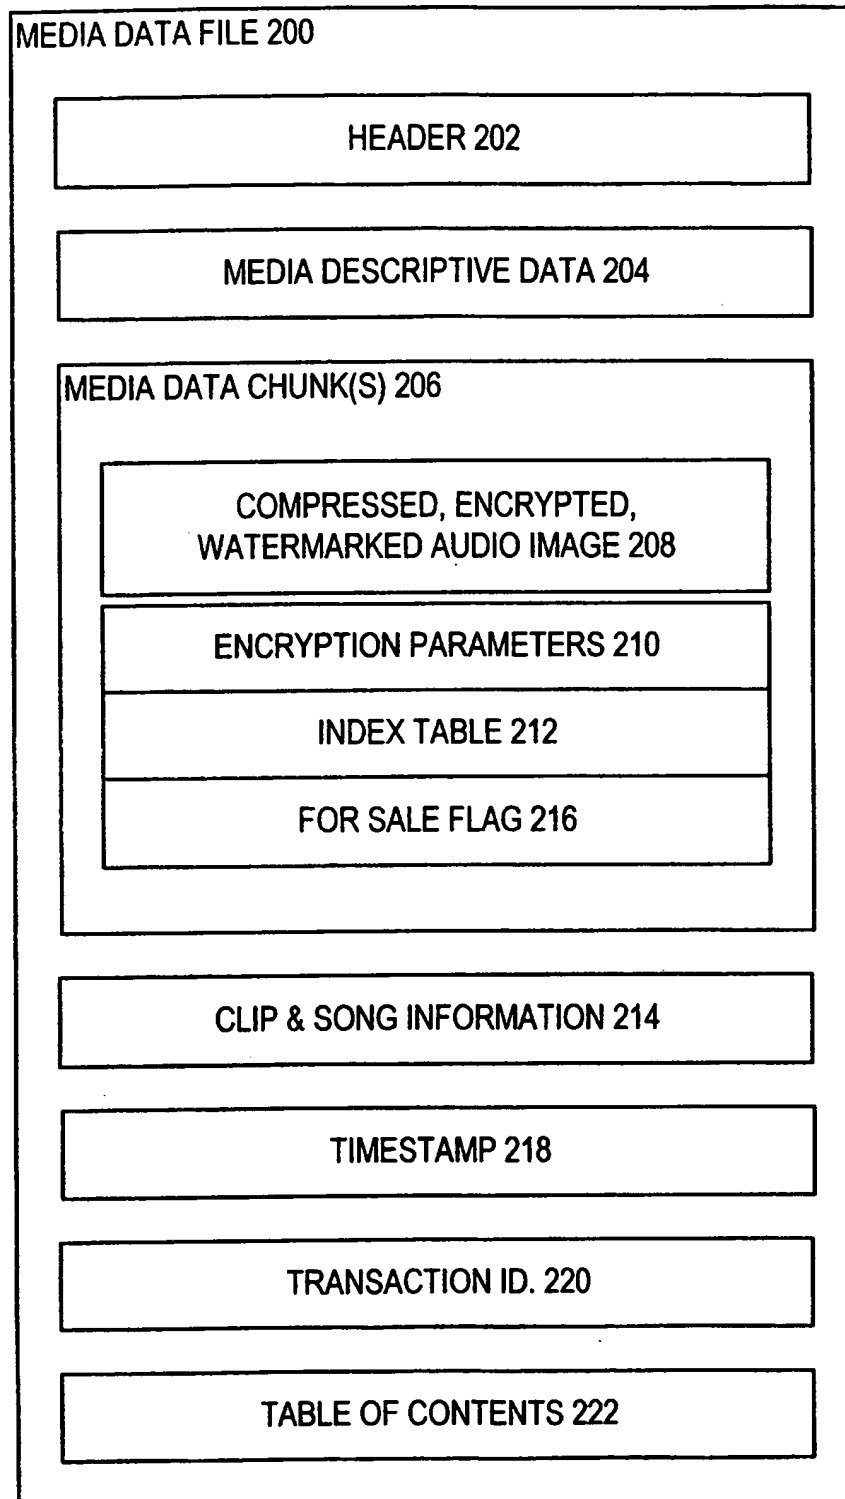 MEDIA DATA FILE 200
HEADER 202
MEDIA DESCRIPTIVE DATA 204
MEDIA DATA CHUNK(S) 206
COMPRESSED, ENCRYPTED,
WATERMARKED AUDIO IMAGE 208
ENCRYPTION PARAMETERS 210
INDEX TABLE 212
FOR SALE FLAG 216
CLIP & SONG INFORMATION 214
TIMESTAMP 218
TRANSACTION ID. 220
TABLE OF CONTENTS 222